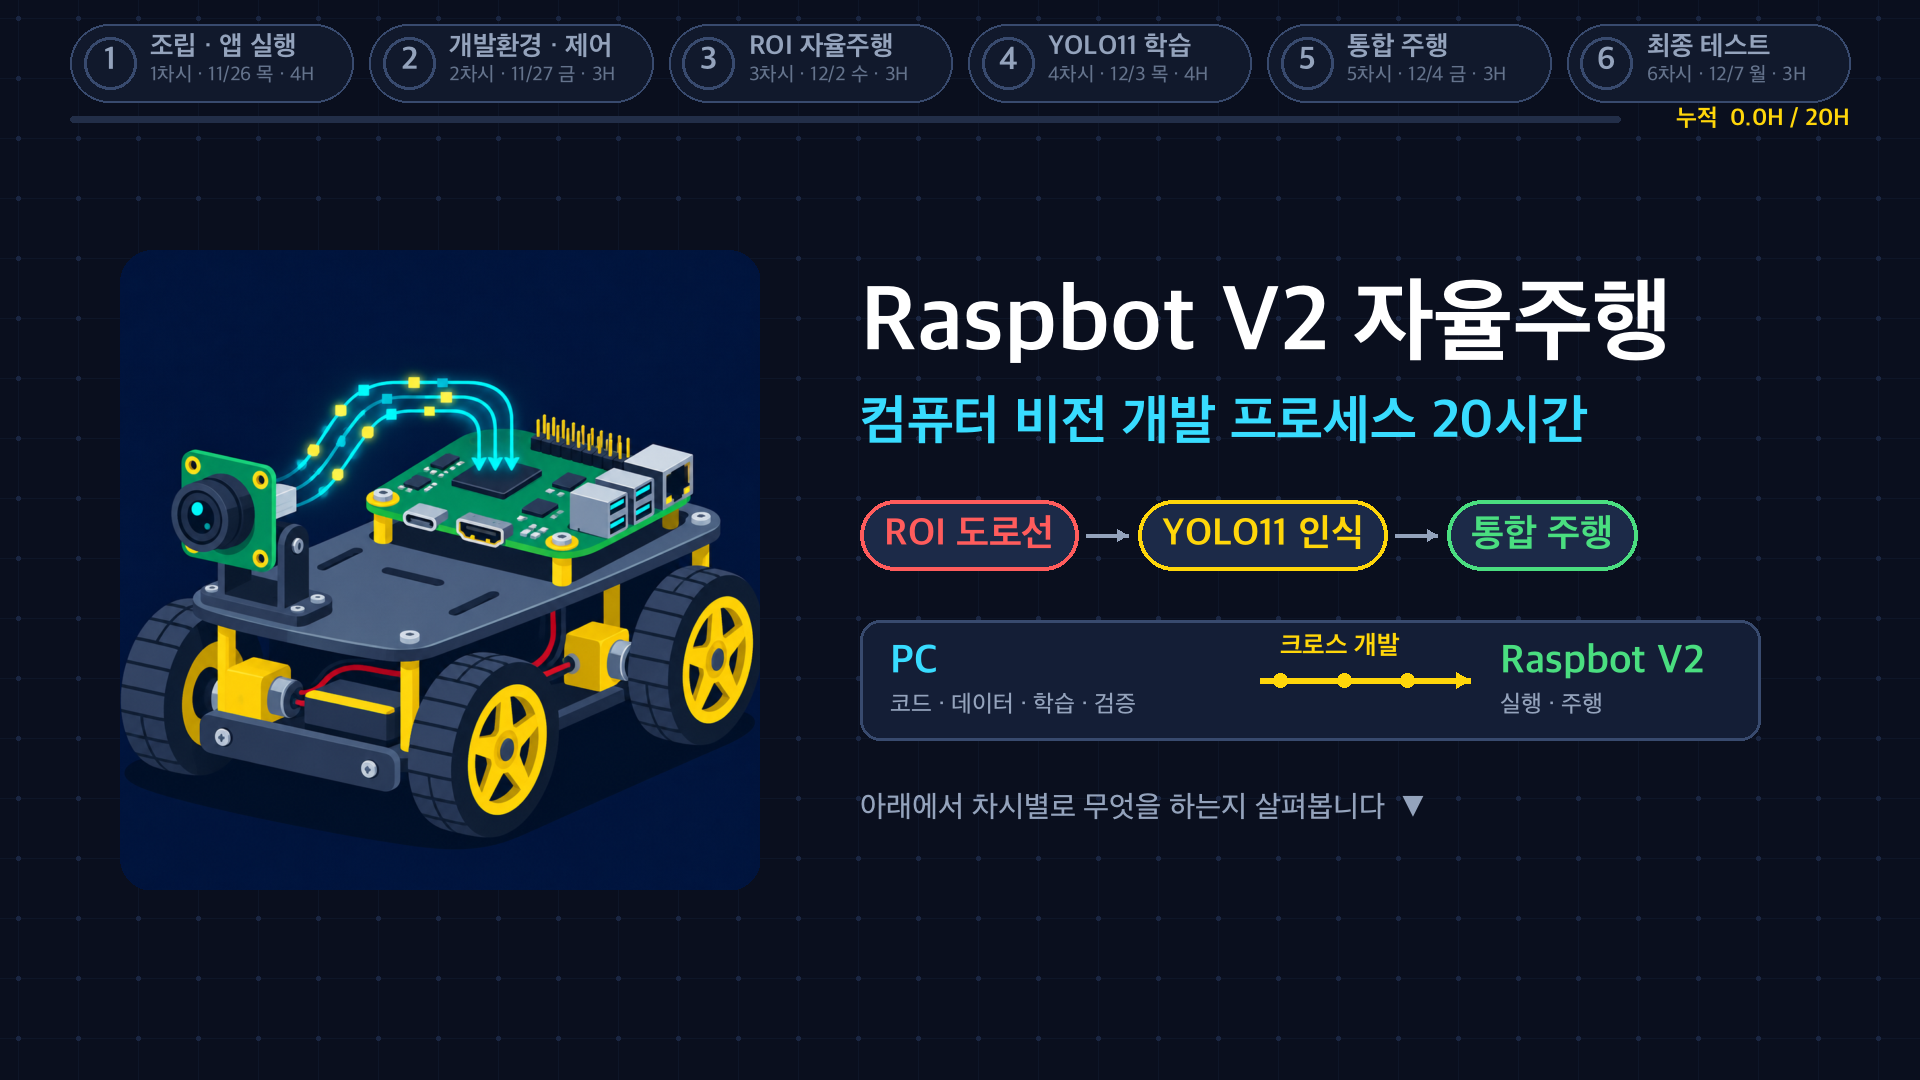 1 조립 · 앱 실행
1차시 · 11/26 목 · 4H
2 개발환경 · 제어
2차시 · 11/27 금 · 3H
3 ROI 자율주행
3차시 · 12/2 수 · 3H
4 YOLO11 학습
4차시 · 12/3 목 · 4H
5 통합 주행
5차시 · 12/4 금 · 3H
6 최종 테스트
6차시 · 12/7 월 · 3H
누적 0.0H / 20H
Raspbot V2 자율주행
컴퓨터 비전 개발 프로세스 20시간
ROI 도로선
YOLO11 인식
통합 주행
PC
코드 · 데이터 · 학습 · 검증
크로스 개발
Raspbot V2
실행 · 주행
아래에서 차시별로 무엇을 하는지 살펴봅니다 ▼